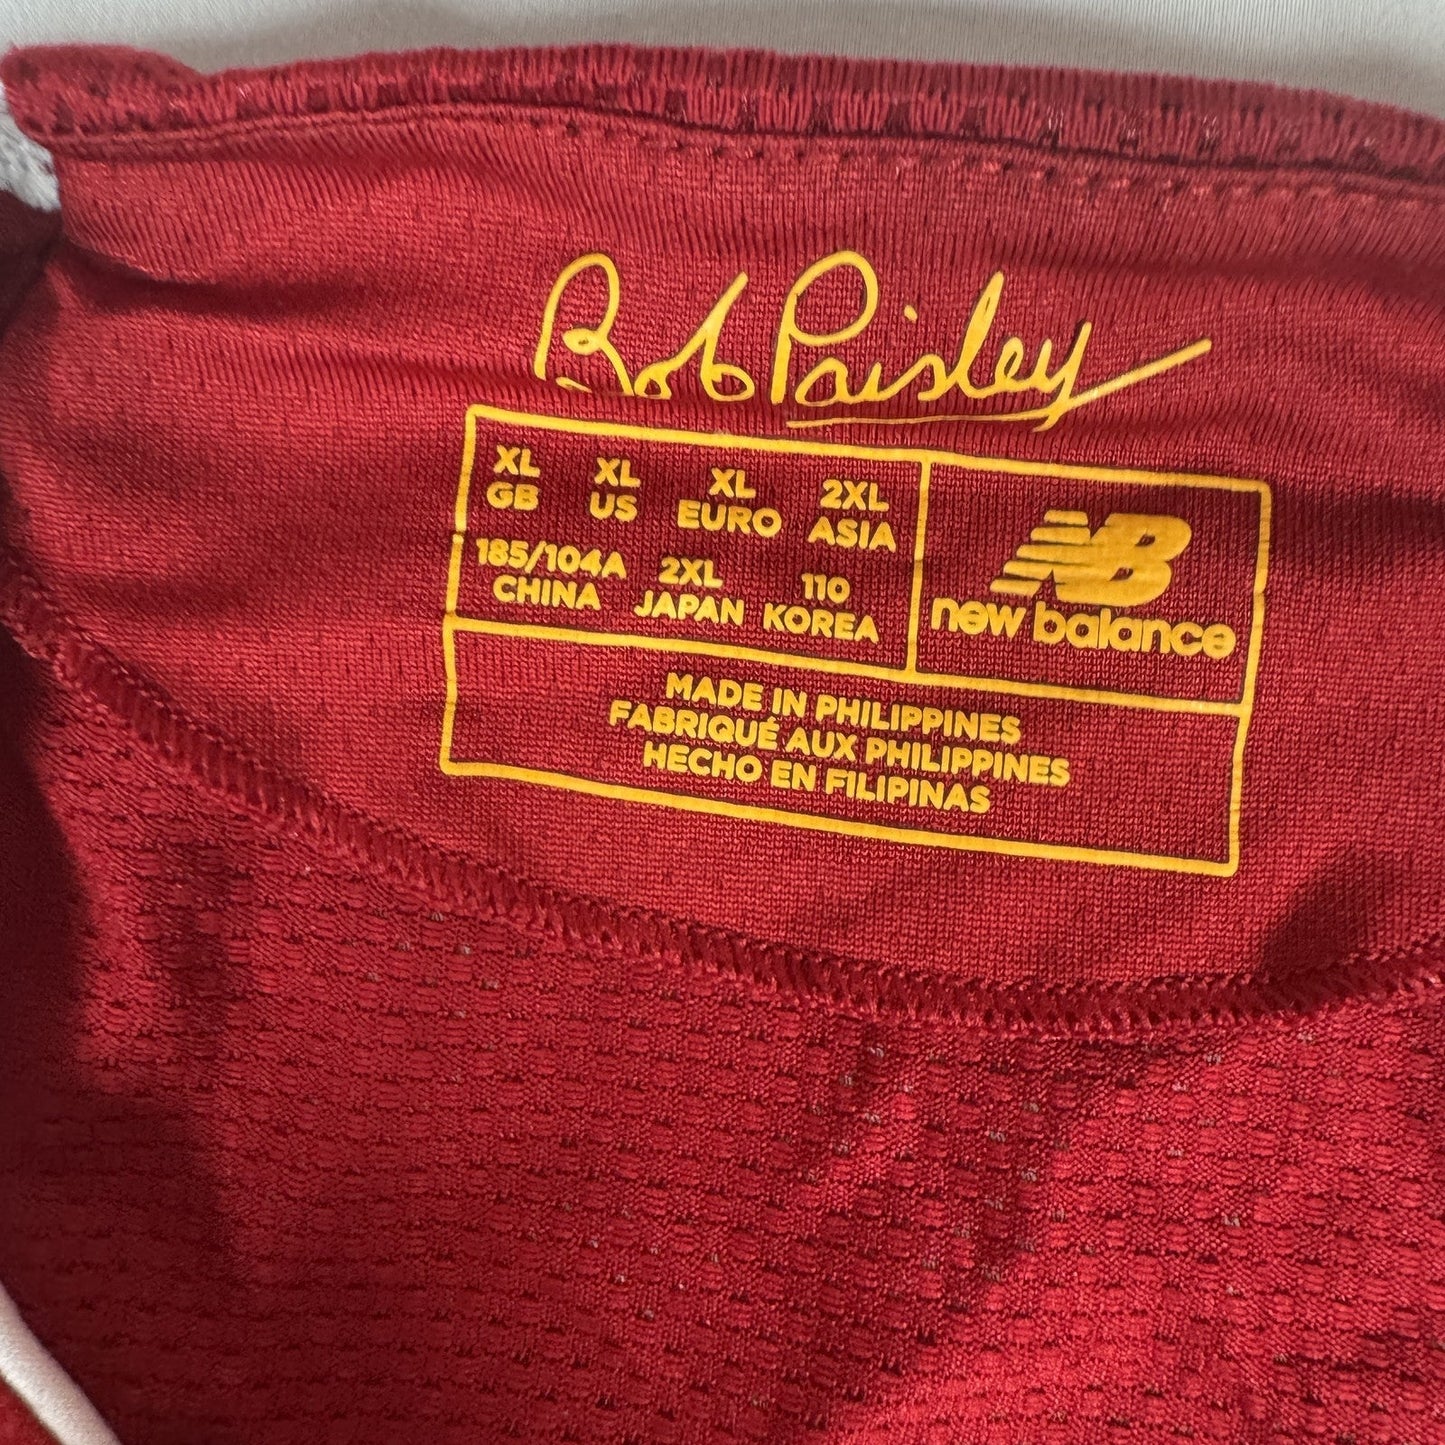 Bob Paisley
XL XL XL 2XL
GB US EURO ASIA
185/104A 2XL 110
CHINA JAPAN KOREA
NB
new balance
MADE IN PHILIPPINES
FABRIQUÉ AUX PHILIPPINES
HECHO EN FILIPINAS